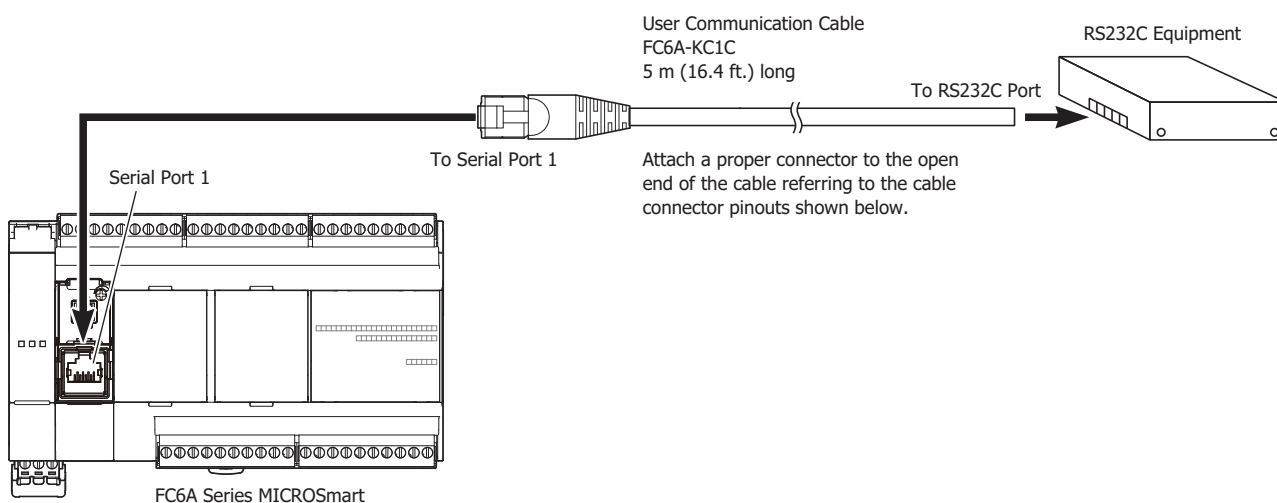 User Communication Cable
FC6A-KC1C
5 m (16.4 ft.) long
RS232C Equipment
To RS232C Port
To Serial Port 1
Attach a proper connector to the open
end of the cable referring to the cable
connector pinouts shown below.
Serial Port 1
FC6A Series MICROSmart